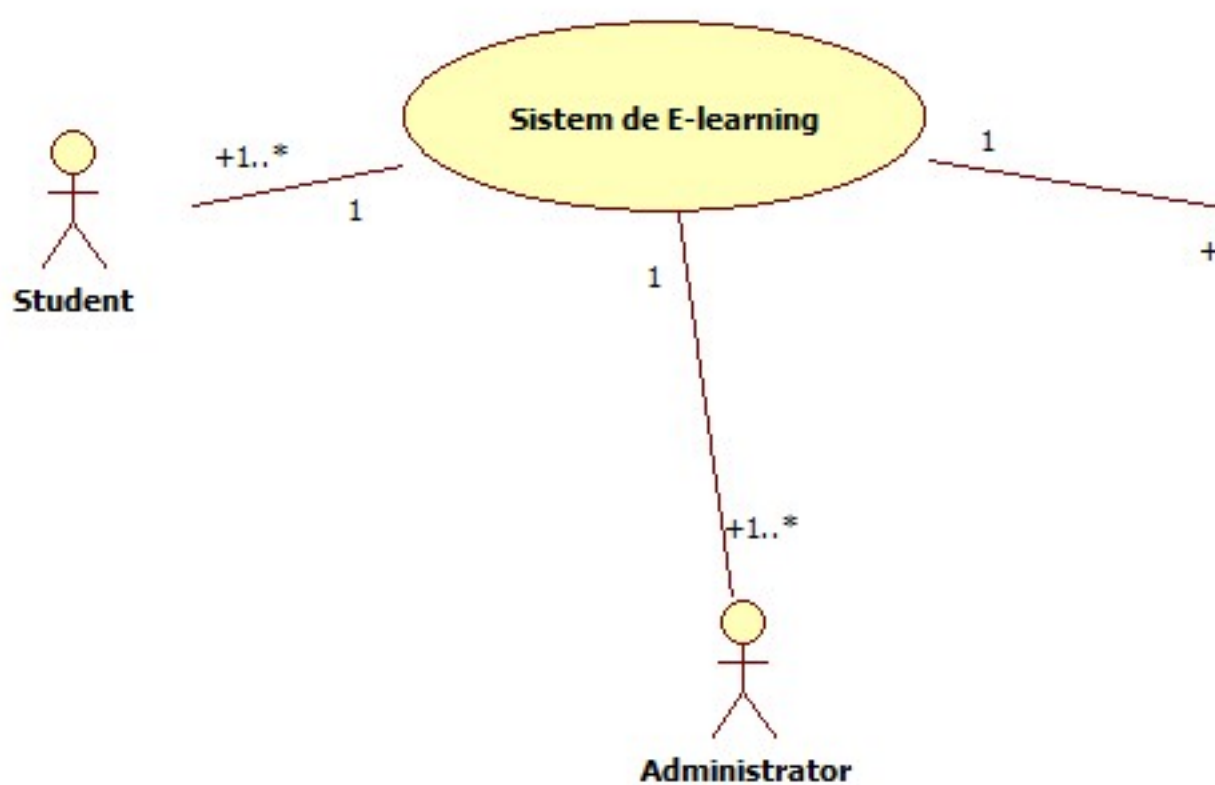 Sistem de E-learning
+1..*
1
1
+
Student
1
+1..*
Administrator